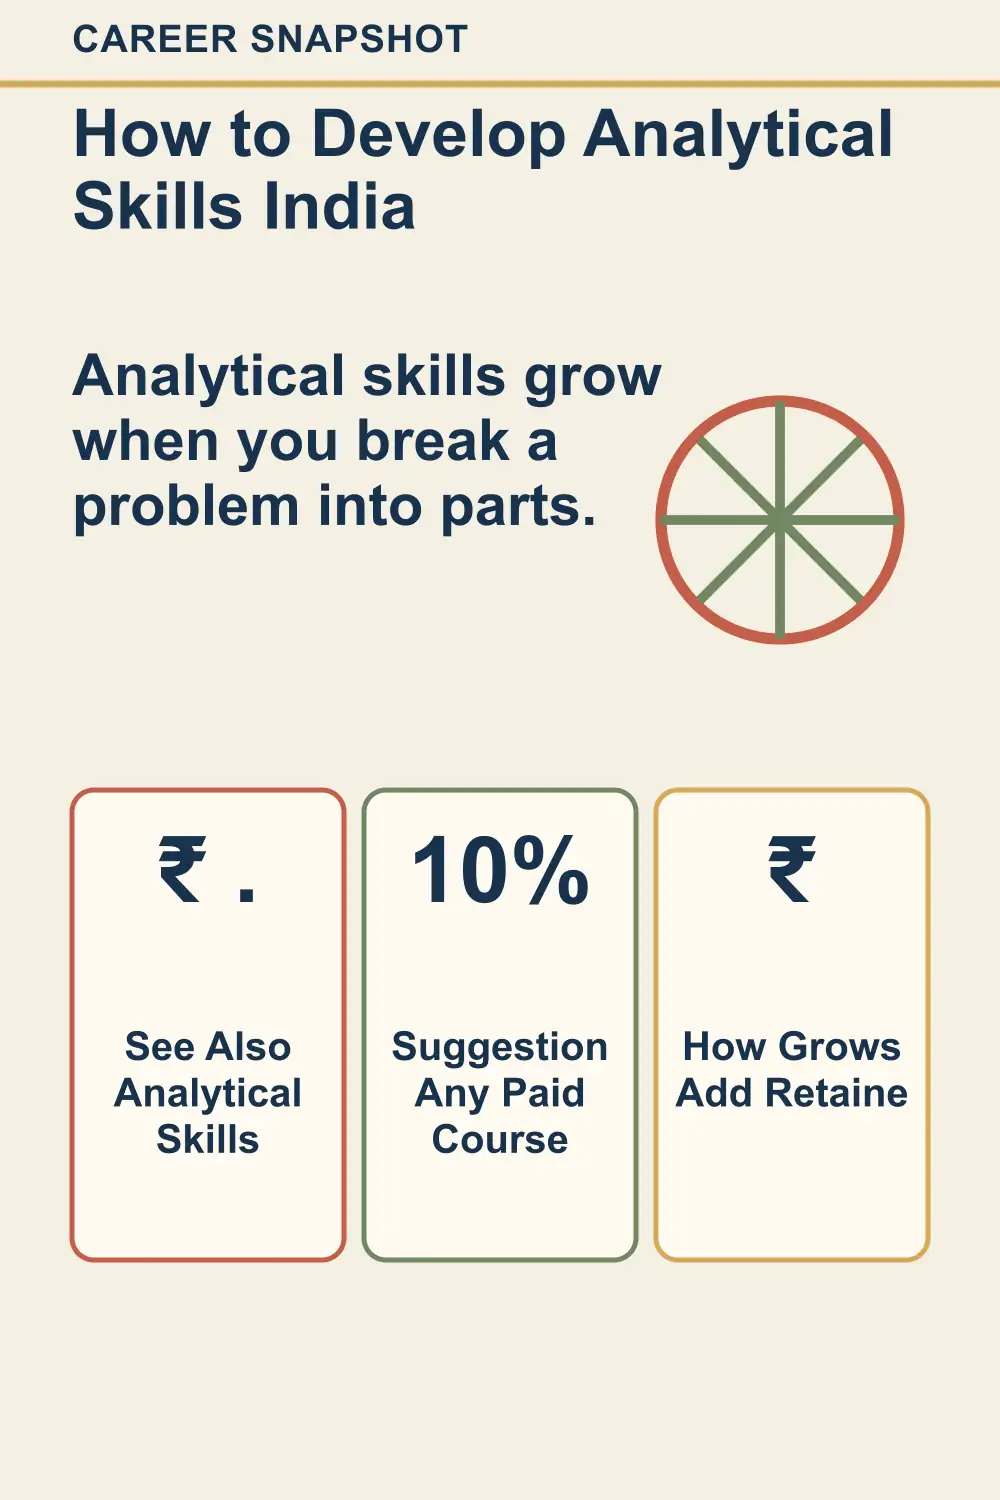 CAREER SNAPSHOT
How to Develop Analytical
Skills India
Analytical skills grow
when you break a
problem into parts.
₹ .
See Also
Analytical
Skills
10%
Suggestion
Any Paid
Course
₹
How Grows
Add Retaine